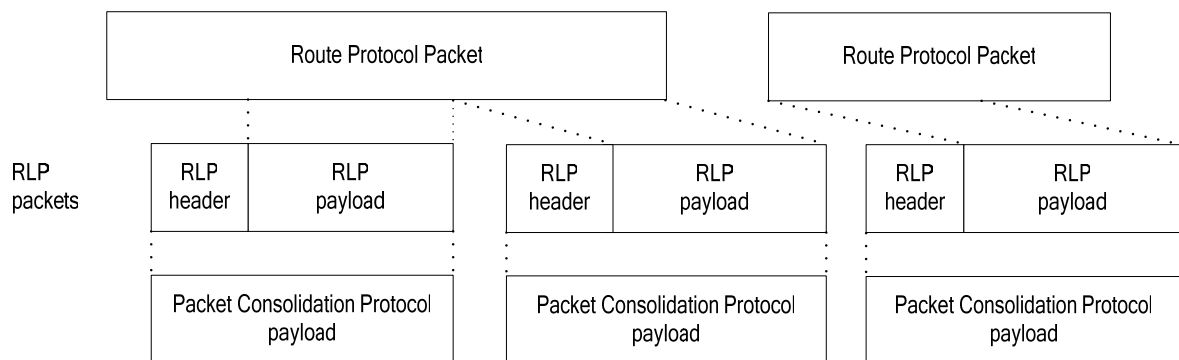 Route Protocol Packet
Route Protocol Packet
RLP
packets
RLP
header
RLP
payload
RLP
header
RLP
payload
RLP
header
RLP
payload
Packet Consolidation Protocol
payload
Packet Consolidation Protocol
payload
Packet Consolidation Protocol
payload